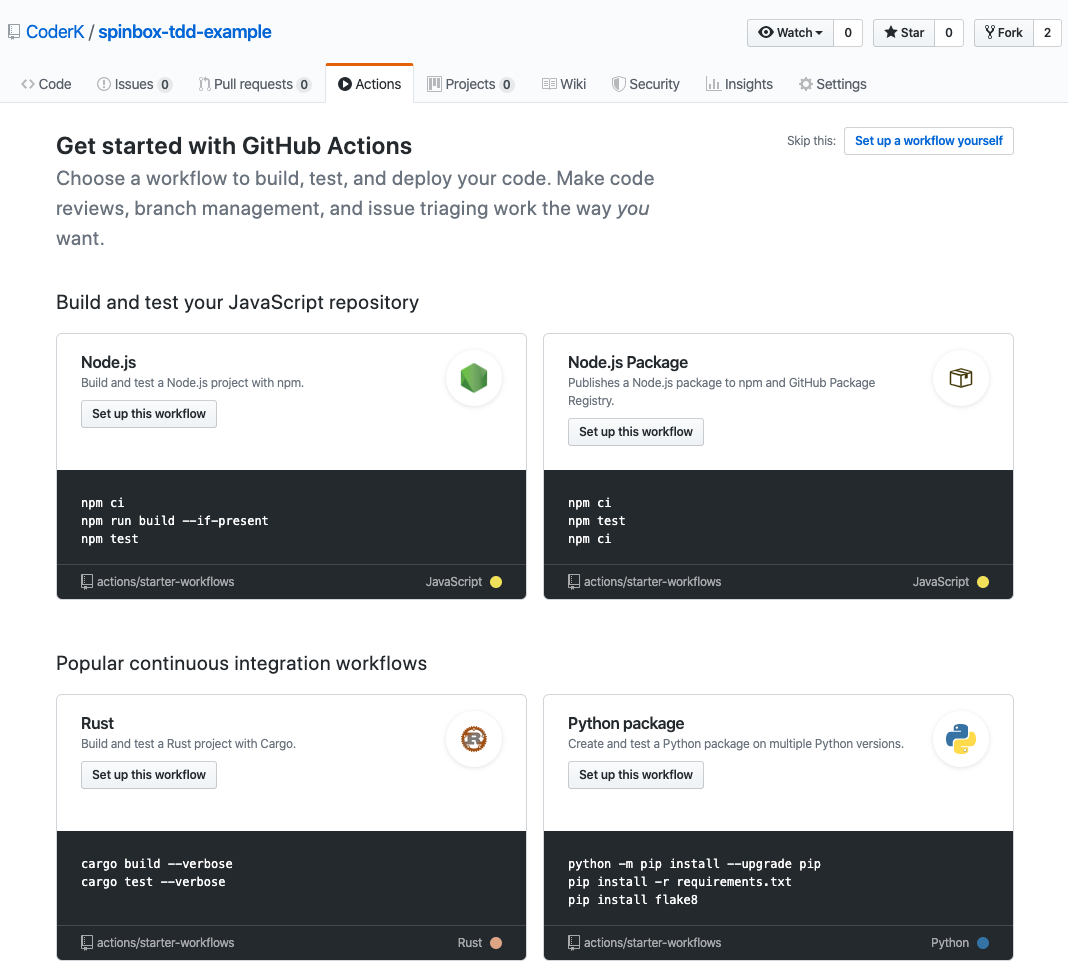 CoderK / spinbox-tdd-example
Watch 0 Star 0 Fork 2
Code Issues 0 Pull requests 0 Actions Projects 0 Wiki Security Insights Settings
Get started with GitHub Actions
Skip this: Set up a workflow yourself
Choose a workflow to build, test, and deploy your code. Make code
reviews, branch management, and issue triaging work the way you
want.
Build and test your JavaScript repository
Node.js
Build and test a Node.js project with npm.
Set up this workflow
npm ci
npm run build --if-present
npm test
actions/starter-workflows JavaScript
Node.js Package
Publishes a Node.js package to npm and GitHub Package
Registry.
Set up this workflow
npm ci
npm test
npm ci
actions/starter-workflows JavaScript
Popular continuous integration workflows
Rust
Build and test a Rust project with Cargo.
Set up this workflow
cargo build --verbose
cargo test --verbose
actions/starter-workflows Rust
Python package
Create and test a Python package on multiple Python versions.
Set up this workflow
python -m pip install --upgrade pip
pip install -r requirements.txt
pip install flake8
actions/starter-workflows Python